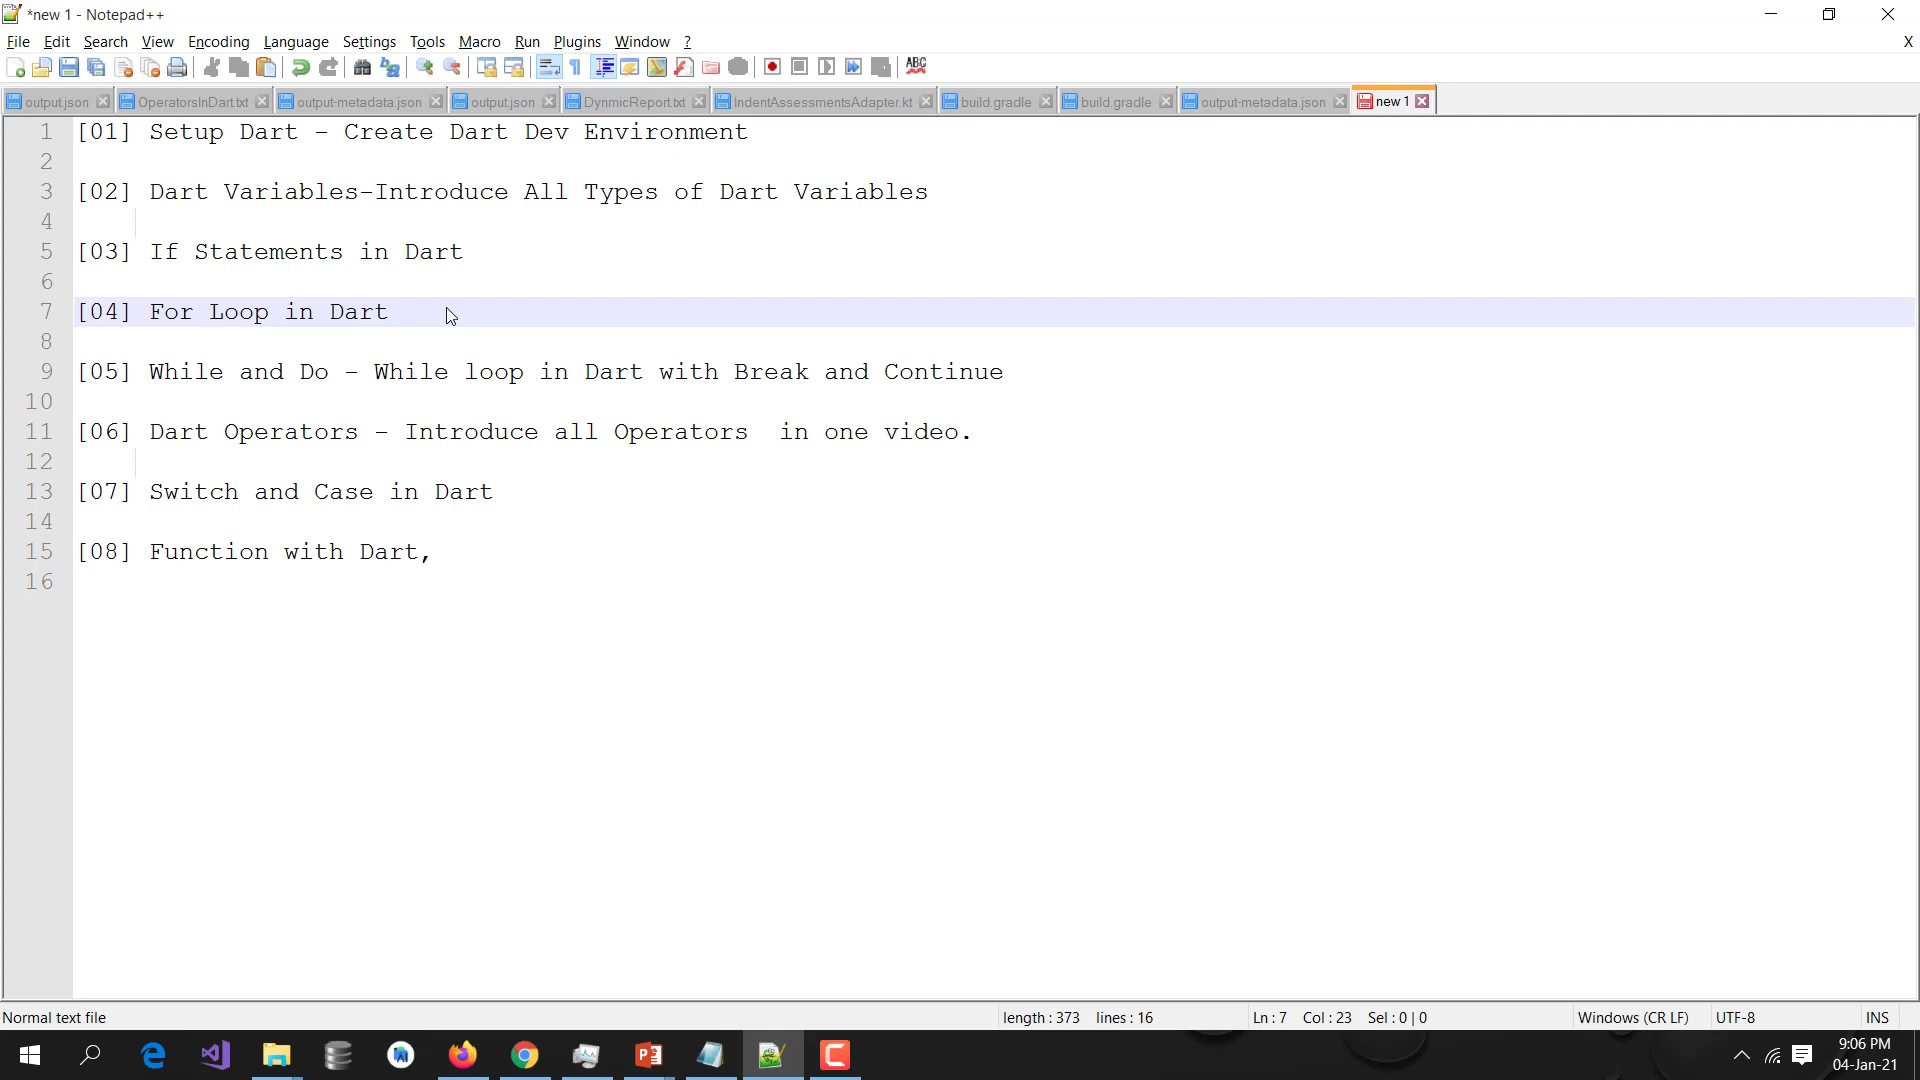 *new 1 - Notepad++
File Edit Search View Encoding Language Settings Tools Macro Run Plugins Window ? X
ABC
output.json OperatorsInDart.txt output-metadata.json output.json DynmicReport.txt IndentAssessmentsAdapter.kt build.gradle build.gradle output-metadata.json new 1
1 [01] Setup Dart - Create Dart Dev Environment
2
3 [02] Dart Variables-Introduce All Types of Dart Variables
4
5 [03] If Statements in Dart
6
7 [04] For Loop in Dart
8
9 [05] While and Do - While loop in Dart with Break and Continue
10
11 [06] Dart Operators - Introduce all Operators  in one video.
12
13 [07] Switch and Case in Dart
14
15 [08] Function with Dart,
16
Normal text file length : 373 lines : 16 Ln : 7 Col : 23 Sel : 0 | 0 Windows (CR LF) UTF-8 INS
9:06 PM
04-Jan-21